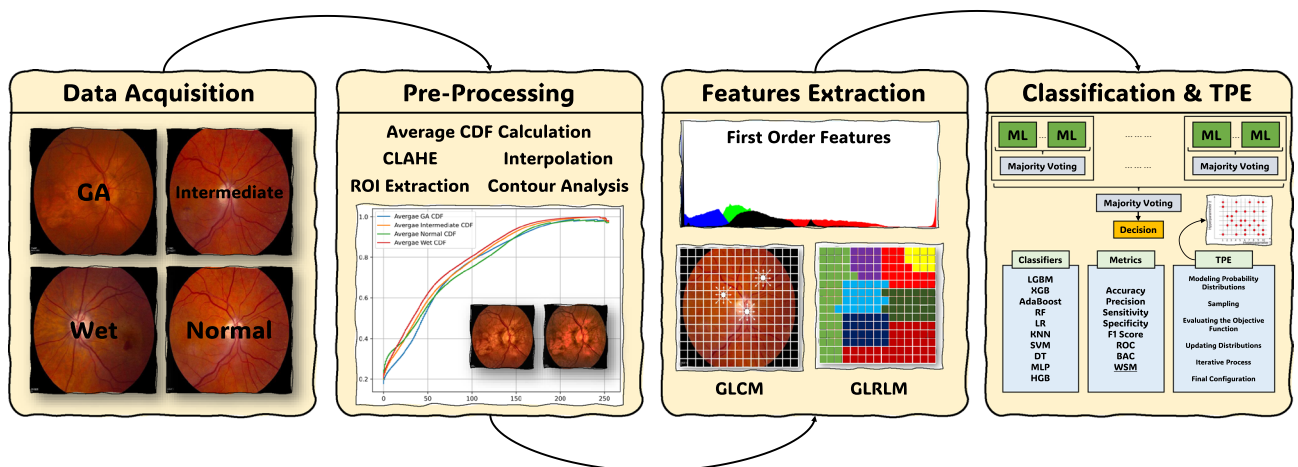 Data Acquisition
GA
Intermediate
Wet
Normal
Pre-Processing
Average CDF Calculation
CLAHE
Interpolation
ROI Extraction
Contour Analysis
Avergae GA CDF
Avergae Intermediate CDF
Avergae Normal CDF
Avergae Wet CDF
1.0
0.8
0.6
0.4
0.2
0
50
100
150
200
250
Features Extraction
First Order Features
GLCM
GLRLM
Classification & TPE
ML ... ML
... ... ...
ML ... ML
Majority Voting
... ... ...
Majority Voting
Majority Voting
Decision
Classifiers
LGBM
XGB
AdaBoost
RF
LR
KNN
SVM
DT
MLP
HGB
Metrics
Accuracy
Precision
Sensitivity
Specificity
F1 Score
ROC
BAC
WSM
TPE
Modeling Probability
Distributions
Sampling
Evaluating the Objective
Function
Updating Distributions
Iterative Process
Final Configuration